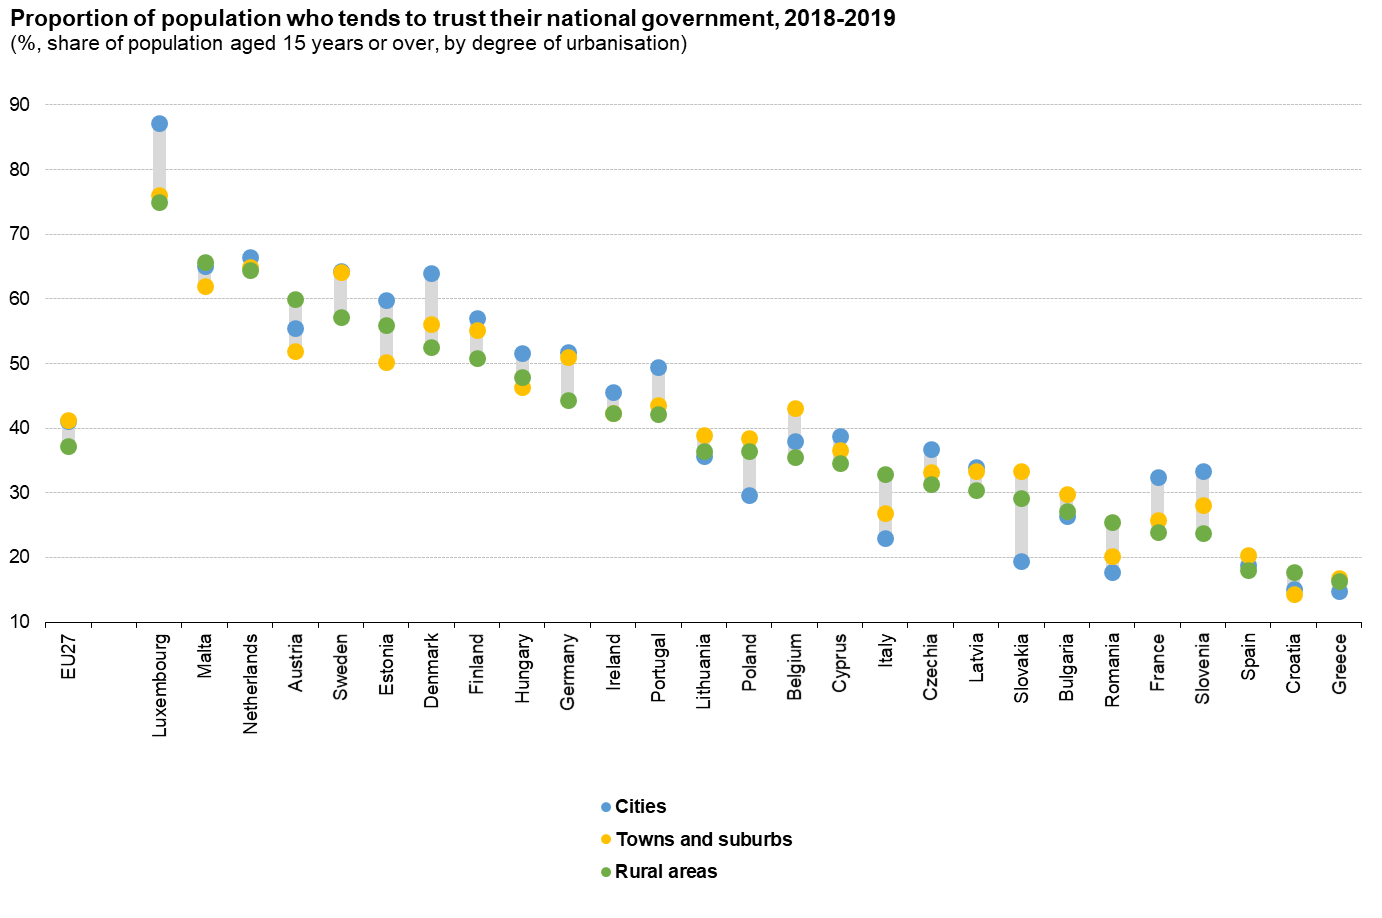 Proportion of population who tends to trust their national government, 2018-2019
(%, share of population aged 15 years or over, by degree of urbanisation)
90
80
70
60
50
40
30
20
10
EU27
Luxembourg
Malta
Netherlands
Austria
Sweden
Estonia
Denmark
Finland
Hungary
Germany
Ireland
Portugal
Lithuania
Poland
Belgium
Cyprus
Italy
Czechia
Latvia
Slovakia
Bulgaria
Romania
France
Slovenia
Spain
Croatia
Greece
Cities
Towns and suburbs
Rural areas